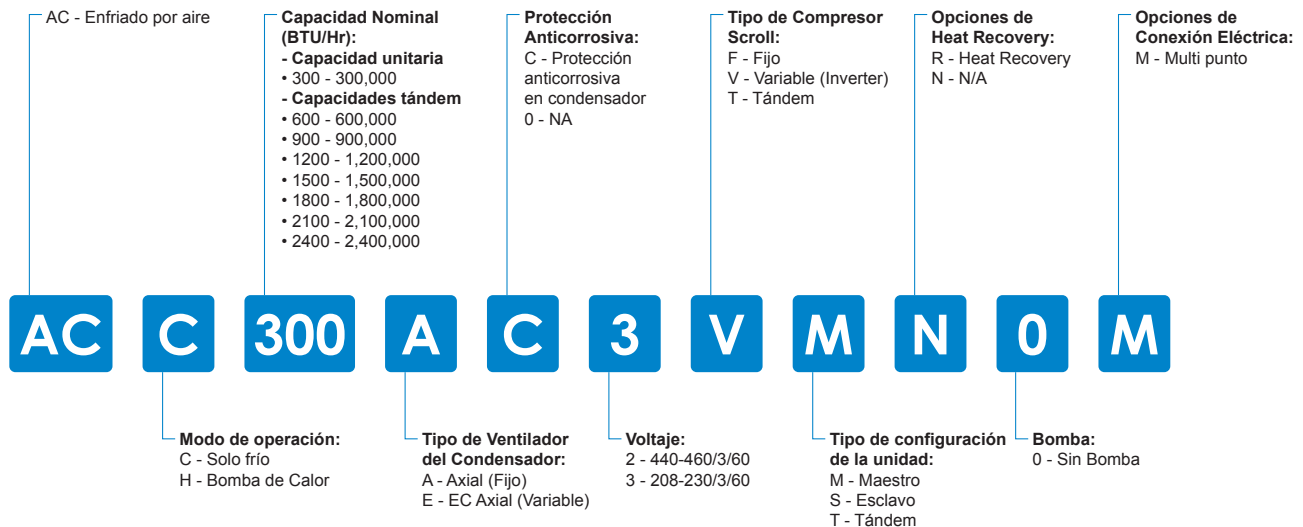 AC - Enfriado por aire
Capacidad Nominal
(BTU/Hr):
- Capacidad unitaria
• 300 - 300,000
- Capacidades tándem
• 600 - 600,000
• 900 - 900,000
• 1200 - 1,200,000
• 1500 - 1,500,000
• 1800 - 1,800,000
• 2100 - 2,100,000
• 2400 - 2,400,000
Protección
Anticorrosiva:
C - Protección
anticorrosiva
en condensador
0 - NA
Tipo de Compresor
Scroll:
F - Fijo
V - Variable (Inverter)
T - Tándem
Opciones de
Heat Recovery:
R - Heat Recovery
N - N/A
Opciones de
Conexión Eléctrica:
M - Multi punto
AC C 300 A C 3 V M N 0 M
Modo de operación:
C - Solo frío
H - Bomba de Calor
Tipo de Ventilador
del Condensador:
A - Axial (Fijo)
E - EC Axial (Variable)
Voltaje:
2 - 440-460/3/60
3 - 208-230/3/60
Tipo de configuración
de la unidad:
M - Maestro
S - Esclavo
T - Tándem
Bomba:
0 - Sin Bomba